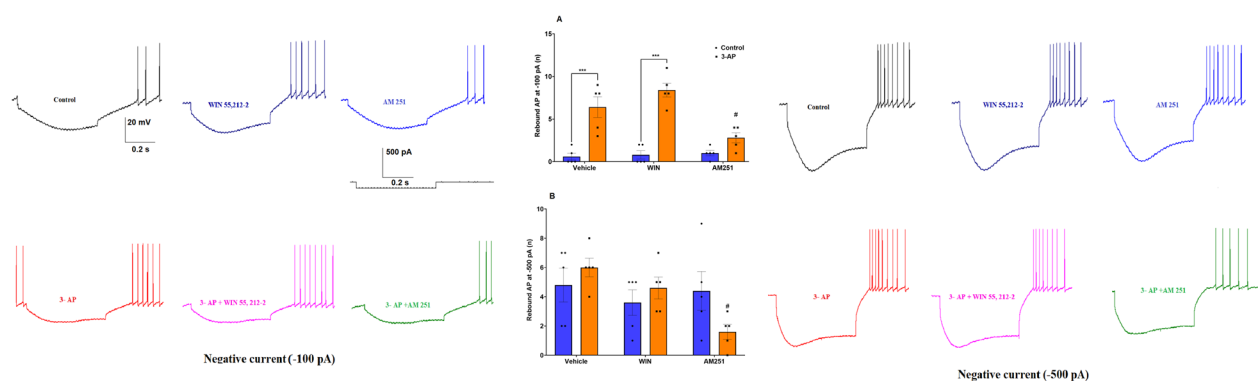 Control
20 mV
0.2 s
WIN 55,212-2
AM 251
500 pA
0.2 s
3- AP
3- AP + WIN 55, 212-2
3- AP +AM 251
Negative current (-100 pA)
A
Rebound AP at -100 pA (n)
15
10
5
0
***
***
#
Control
3-AP
Vehicle
WIN
AM251
B
Rebound AP at -500 pA (n)
10
8
6
4
2
0
#
Vehicle
WIN
AM251
Control
WIN 55,212-2
AM 251
3- AP
3- AP + WIN 55, 212-2
3- AP +AM 251
Negative current (-500 pA)